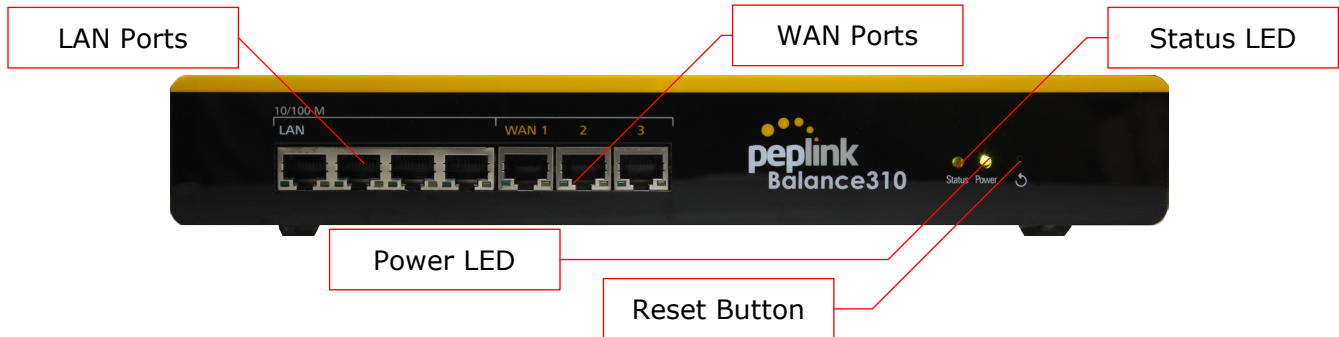 LAN Ports
WAN Ports
Status LED
10/100 M
LAN
WAN 1 2 3
peplink
Balance310
Status Power
Power LED
Reset Button